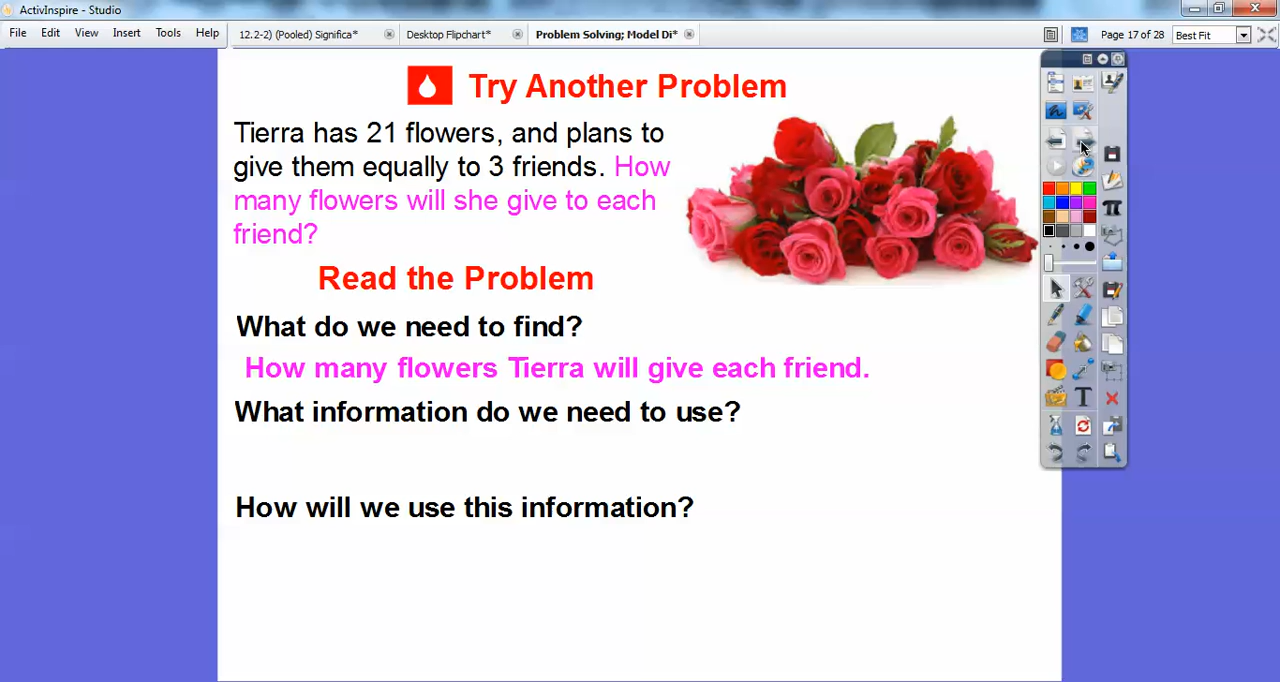 ActivInspire - Studio
File Edit View Insert Tools Help
12.2-2) (Pooled) Significa* Desktop Flipchart* Problem Solving; Model Di* Page 17 of 28 Best Fit
Try Another Problem
Tierra has 21 flowers, and plans to
give them equally to 3 friends. How
many flowers will she give to each
friend?
Read the Problem
What do we need to find?
How many flowers Tierra will give each friend.
What information do we need to use?
How will we use this information?